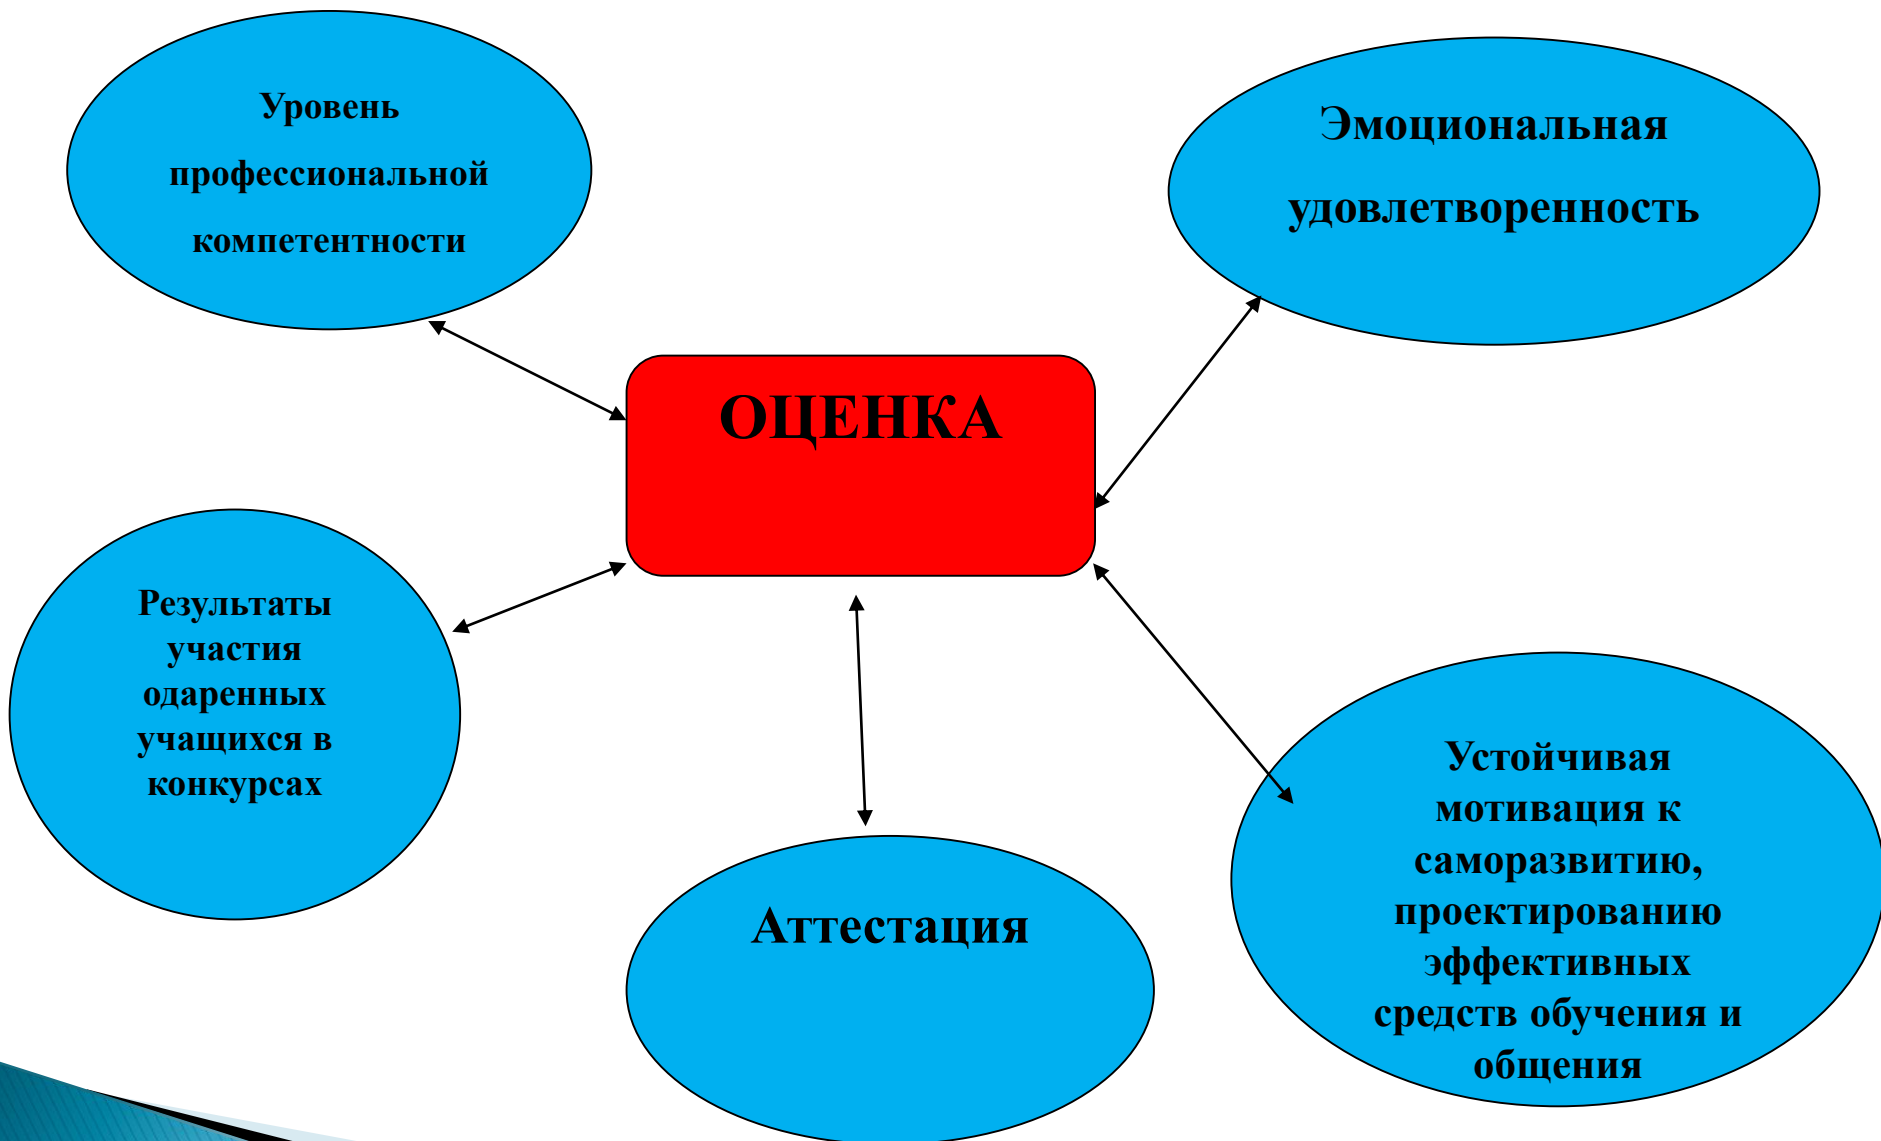 Уровень
профессиональной
компетентности
Эмоциональная
удовлетворенность
ОЦЕНКА
Результаты
участия
одаренных
учащихся в
конкурсах
Аттестация
Устойчивая
мотивация к
саморазвитию,
проектированию
эффективных
средств обучения и
общения